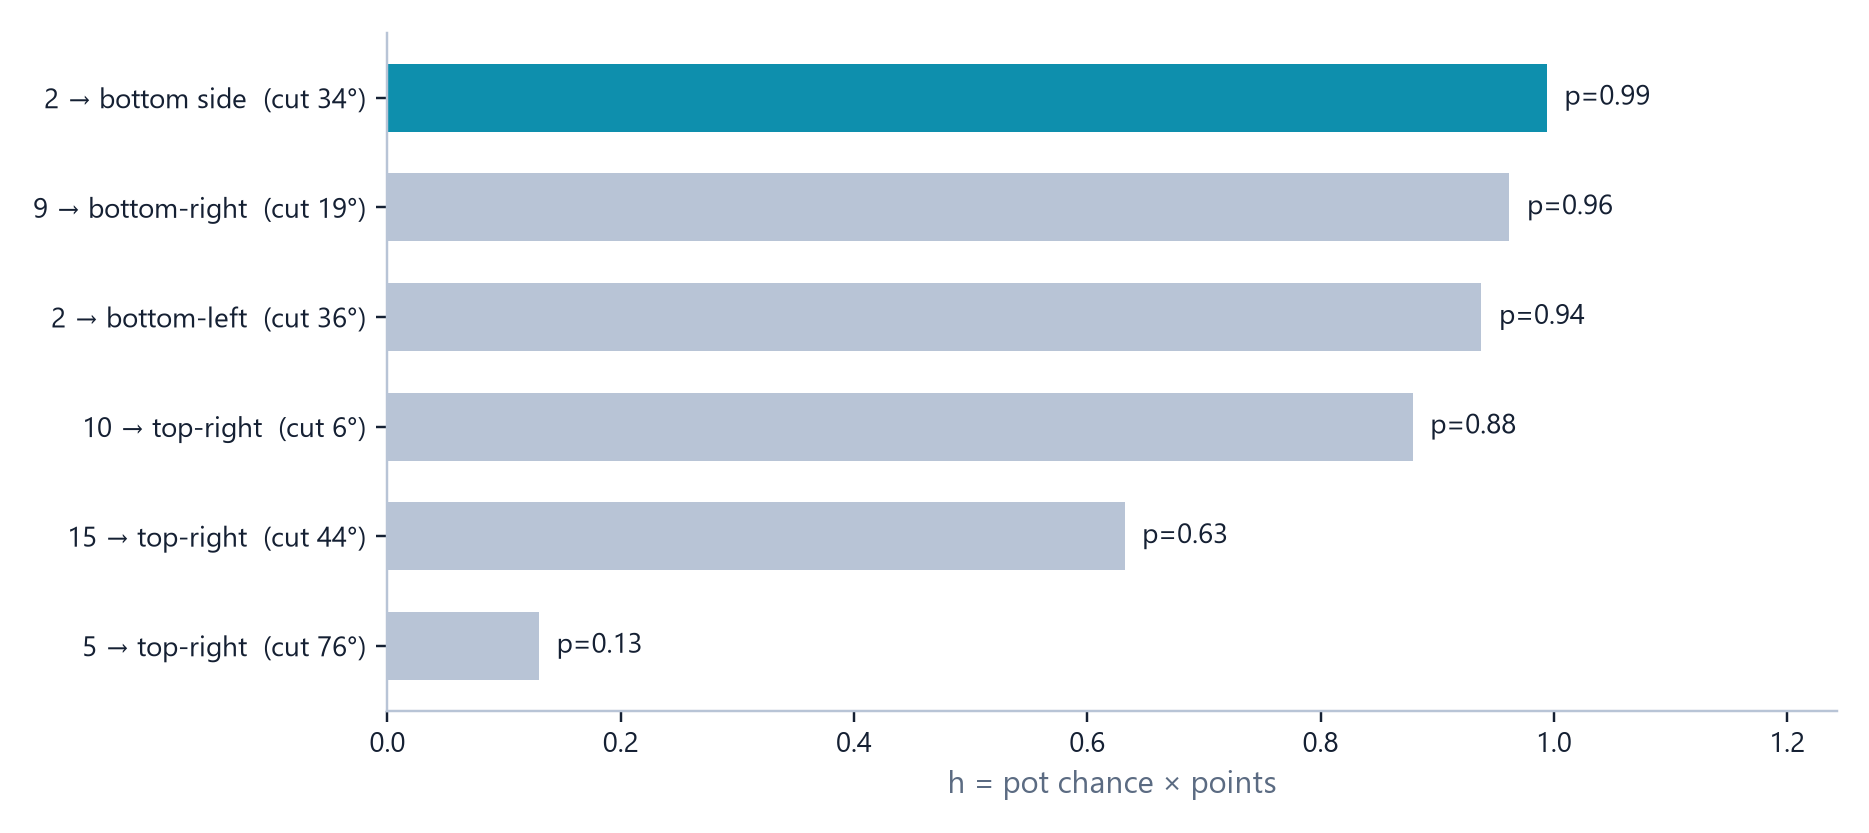 2 → bottom side (cut 34°)
p=0.99
9 → bottom-right (cut 19°)
p=0.96
2 → bottom-left (cut 36°)
p=0.94
10 → top-right (cut 6°)
p=0.88
15 → top-right (cut 44°)
p=0.63
5 → top-right (cut 76°)
p=0.13
0.0 0.2 0.4 0.6 0.8 1.0 1.2
h = pot chance × points